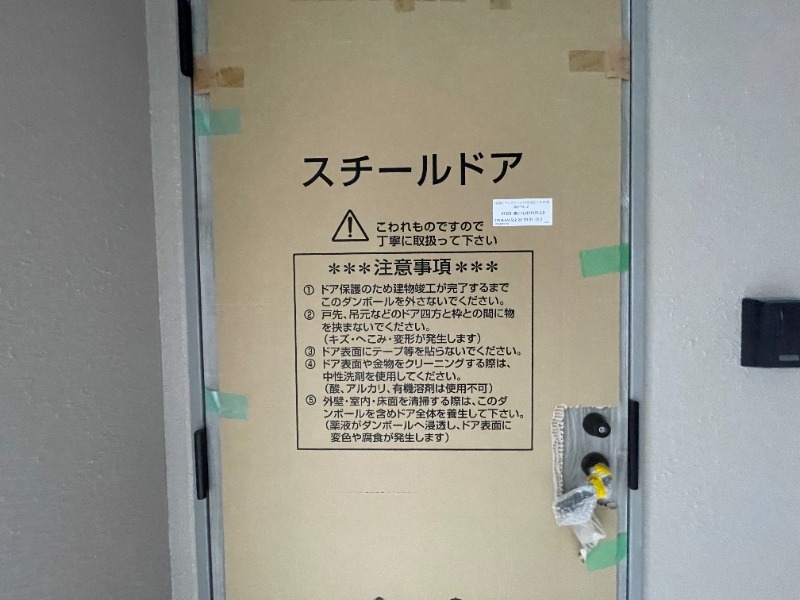 スチールドア
こわれものですので
丁寧に取扱って下さい
＊＊＊注意事項＊＊＊
① ドア保護のため建物竣工が完了するまで
このダンボールを外さないでください。
② 戸先、吊元などのドア四方と枠との間に物
を挟まないでください。
（キズ・へこみ・変形が発生します）
③ ドア表面にテープ等を貼らないでください。
④ ドア表面や金物をクリーニングする際は、
中性洗剤を使用してください。
（酸、アルカリ、有機溶剤は使用不可）
⑤ 外壁・室内・床面を清掃する際は、このダ
ンボールを含めドア全体を養生して下さい。
（薬液がダンボールへ浸透し、ドア表面に
変色や腐食が発生します）